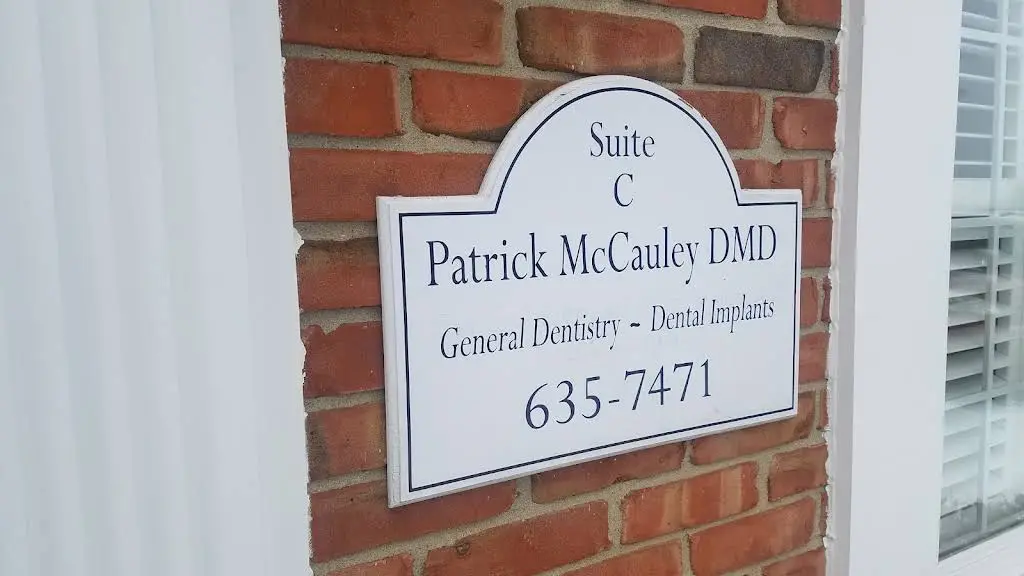 Suite
C
Patrick McCauley DMD
General Dentistry ~ Dental Implants
635-7471